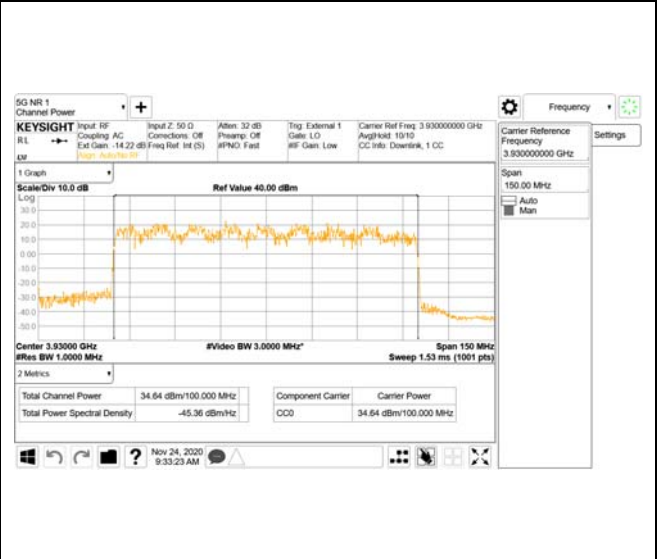 5G NR 1
Channel Power
Frequency
KEYSIGHT
RL
Input: RF
Coupling: AC
Ext Gain: -14.22 dB
Align: Auto/No RF
Input Z: 50 Ω
Corrections: Off
Freq Ref: Int (S)
Atten: 32 dB
Preamp: Off
#PNO: Fast
Trig: External 1
Gate: LO
#IF Gain: Low
Carrier Ref Freq: 3.930000000 GHz
Avg|Hold: 10/10
CC Info: Downlink, 1 CC
Carrier Reference
Frequency
3.930000000 GHz
Settings
Span
150.00 MHz
Auto
Man
1 Graph
Scale/Div 10.0 dB
Ref Value 40.00 dBm
Log
30.0
20.0
10.0
0.00
-10.0
-20.0
-30.0
-40.0
-50.0
Center 3.93000 GHz
#Video BW 3.0000 MHz*
Span 150 MHz
#Res BW 1.0000 MHz
Sweep 1.53 ms (1001 pts)
2 Metrics
Total Channel Power 34.64 dBm/100.000 MHz
Total Power Spectral Density -45.36 dBm/Hz
Component Carrier Carrier Power
CC0 34.64 dBm/100.000 MHz
?
Nov 24, 2020
9:33:23 AM